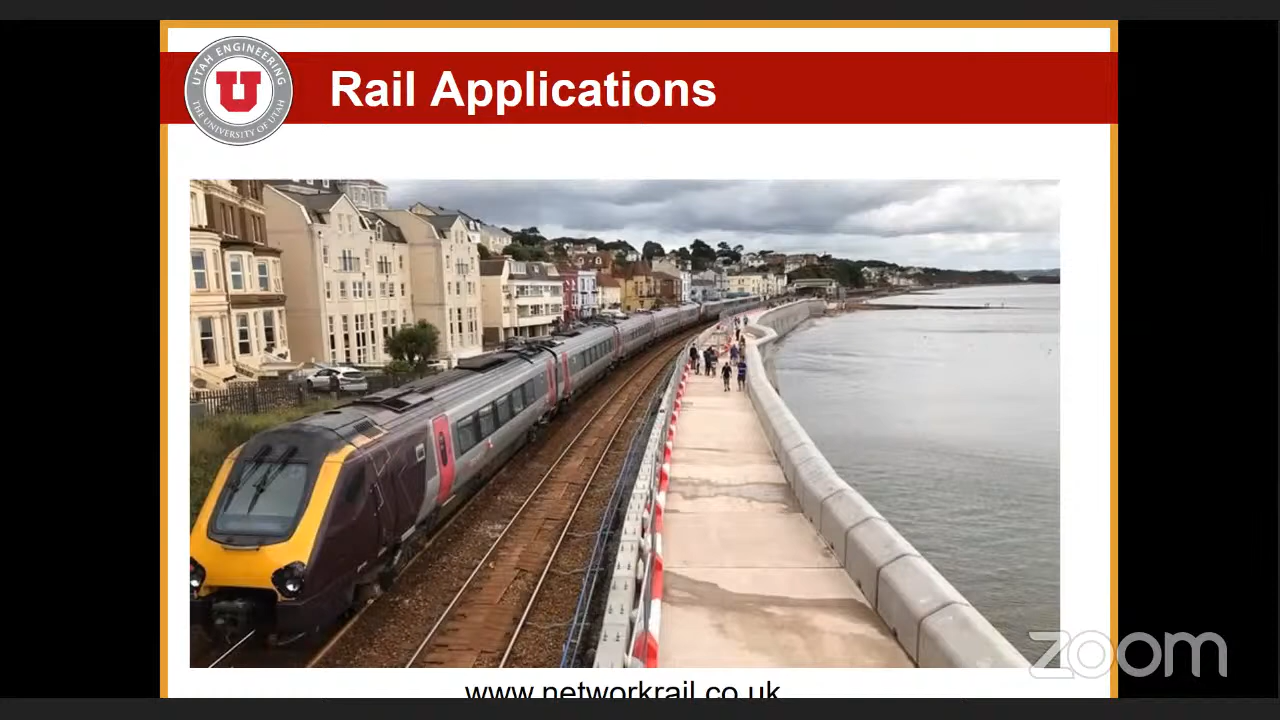 UTAH ENGINEERING
U
THE UNIVERSITY OF UTAH
Rail Applications
www.networkrail.co.uk
zoom